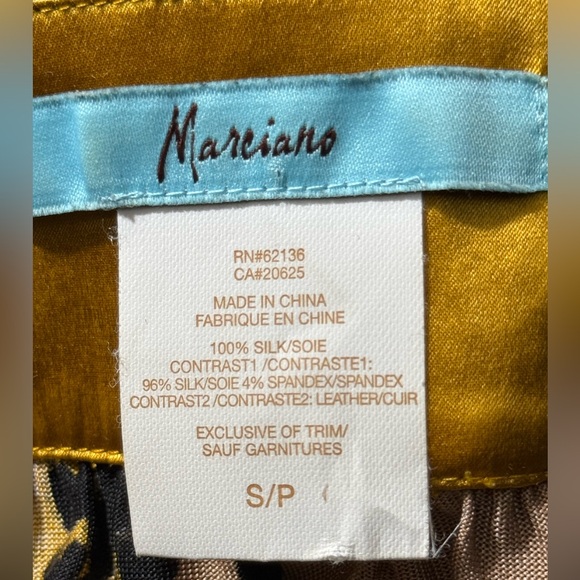 Marciano
RN#62136
CA#20625
MADE IN CHINA
FABRIQUE EN CHINE
100% SILK/SOIE
CONTRAST1 /CONTRASTE1:
96% SILK/SOIE 4% SPANDEX/SPANDEX
CONTRAST2 /CONTRASTE2: LEATHER/CUIR
EXCLUSIVE OF TRIM/
SAUF GARNITURES
S/P